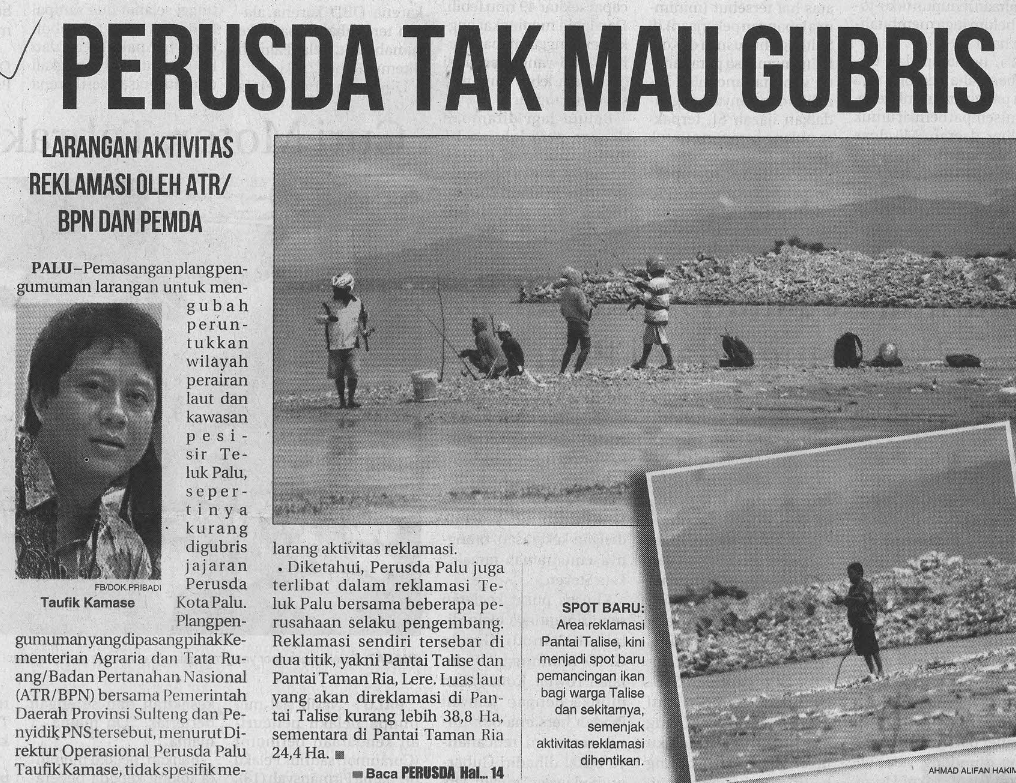 PERUSDA TAK MAU GUBRIS
LARANGAN AKTIVITAS
REKLAMASI OLEH ATR/
BPN DAN PEMDA
PALU – Pemasangan plang pen-
gumuman larangan untuk men-
gubah
perun-
tukkan
wilayah
perairan
laut dan
kawasan
pesi-
sir Te-
luk Palu,
seper-
tinya
kurang
digubris
jajaran
Perusda
Kota Palu.
FB/DOK.PRIBADI
Taufik Kamase
Plang pen-
gumuman yang dipasang pihak Ke-
menterian Agraria dan Tata Ru-
ang/Badan Pertanahan Nasional
(ATR/BPN) bersama Pemerintah
Daerah Provinsi Sulteng dan Pe-
nyidik PNS tersebut, menurut Di-
rektur Operasional Perusda Palu
Taufik Kamase, tidak spesifik me-
larang aktivitas reklamasi.
Diketahui, Perusda Palu juga
terlibat dalam reklamasi Te-
luk Palu bersama beberapa pe-
rusahaan selaku pengembang.
Reklamasi sendiri tersebar di
dua titik, yakni Pantai Talise dan
Pantai Taman Ria, Lere. Luas laut
yang akan direklamasi di Pan-
tai Talise kurang lebih 38,8 Ha,
sementara di Pantai Taman Ria
24,4 Ha.
Baca PERUSDA Hal... 14
SPOT BARU:
Area reklamasi
Pantai Talise, kini
menjadi spot baru
pemancingan ikan
bagi warga Talise
dan sekitarnya,
semenjak
aktivitas reklamasi
dihentikan.
AHMAD ALIFAN HAKIM